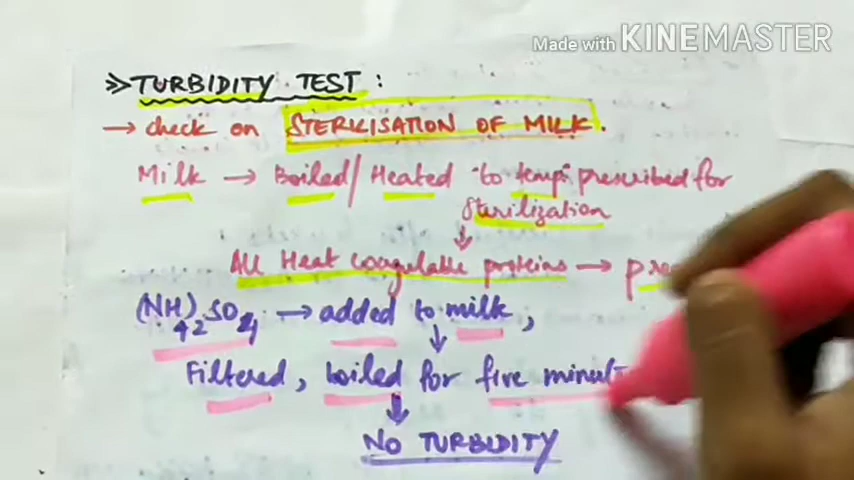 Made with KINEMASTER
≫ TURBIDITY TEST :
→ check on STERILISATION OF MILK.
Milk → Boiled/Heated to temp prescribed for
sterilization
↓
All Heat coagulable proteins →
(NH4)2SO4 → added to milk,
↓
Filtered, boiled for five
↓
NO TURBIDITY